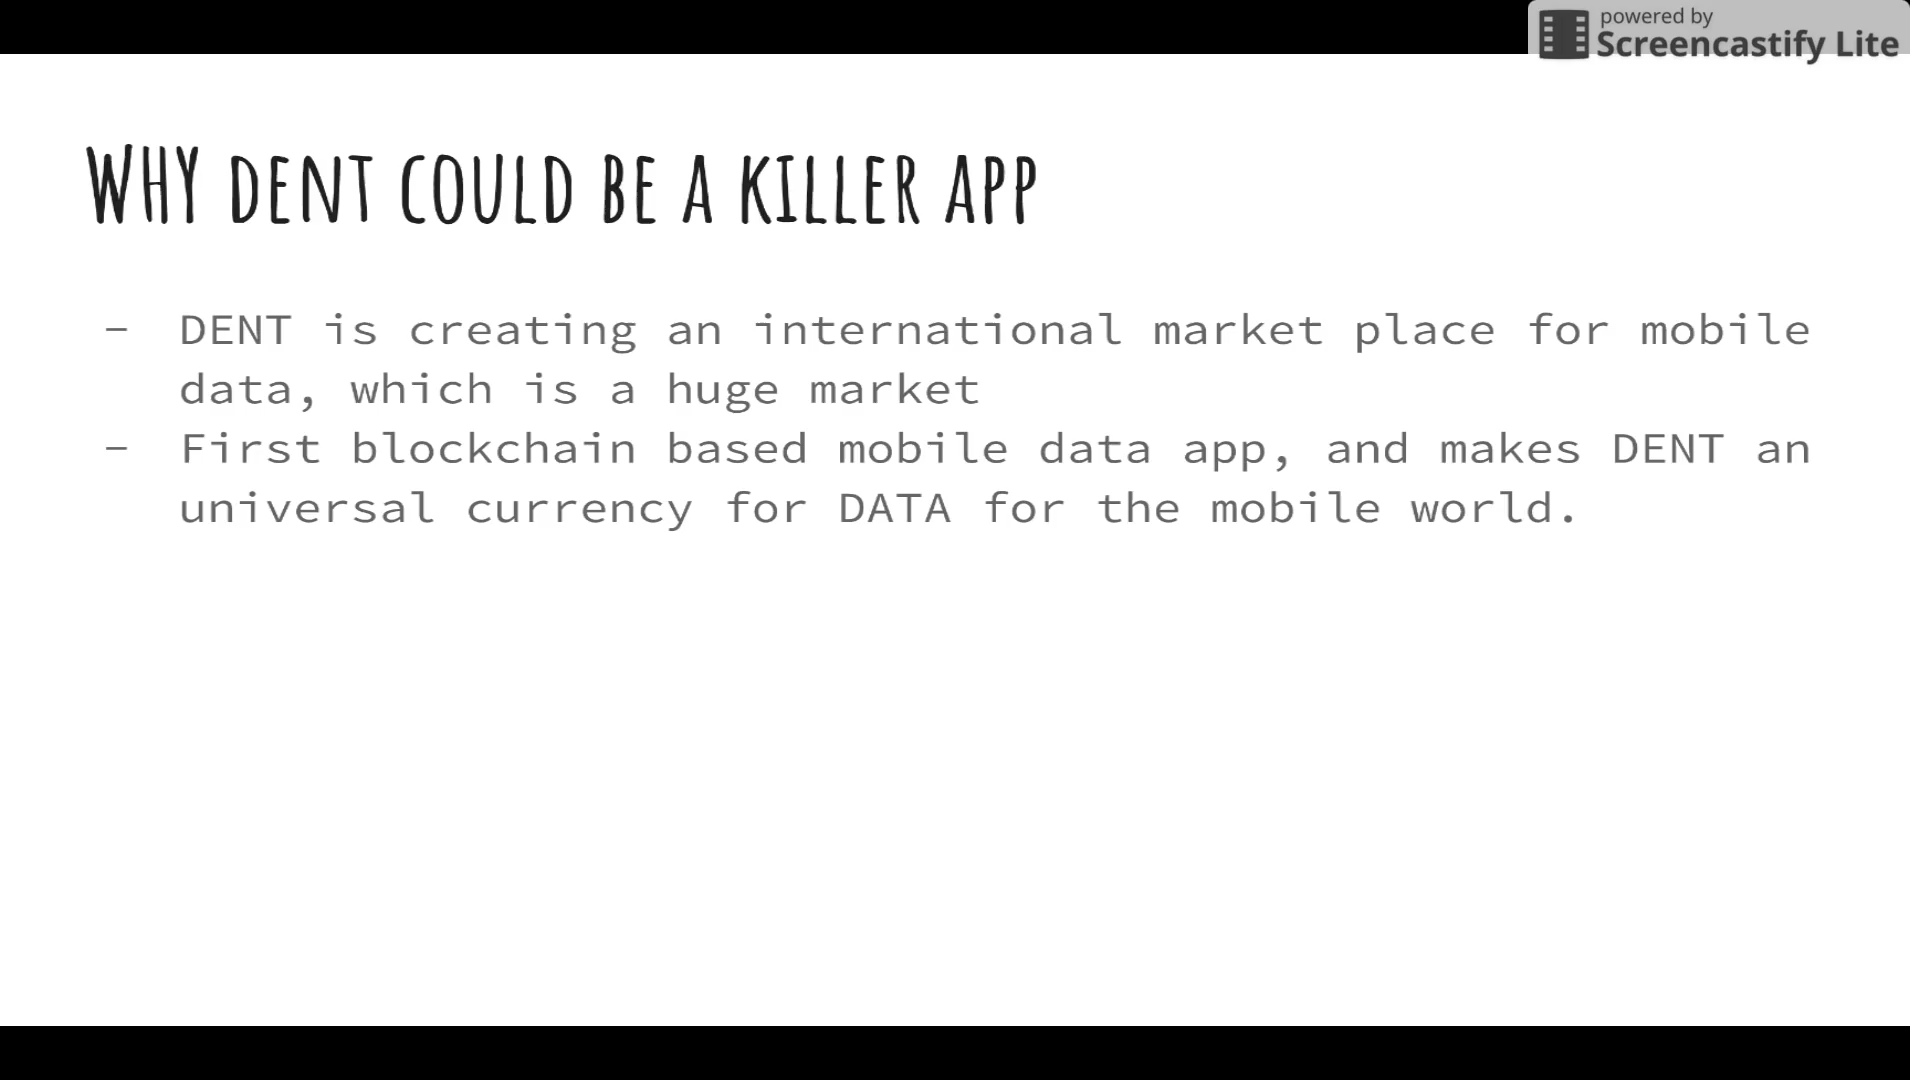 powered by
Screencastify Lite
WHY DENT COULD BE A KILLER APP
- DENT is creating an international market place for mobile
data, which is a huge market
- First blockchain based mobile data app, and makes DENT an
universal currency for DATA for the mobile world.